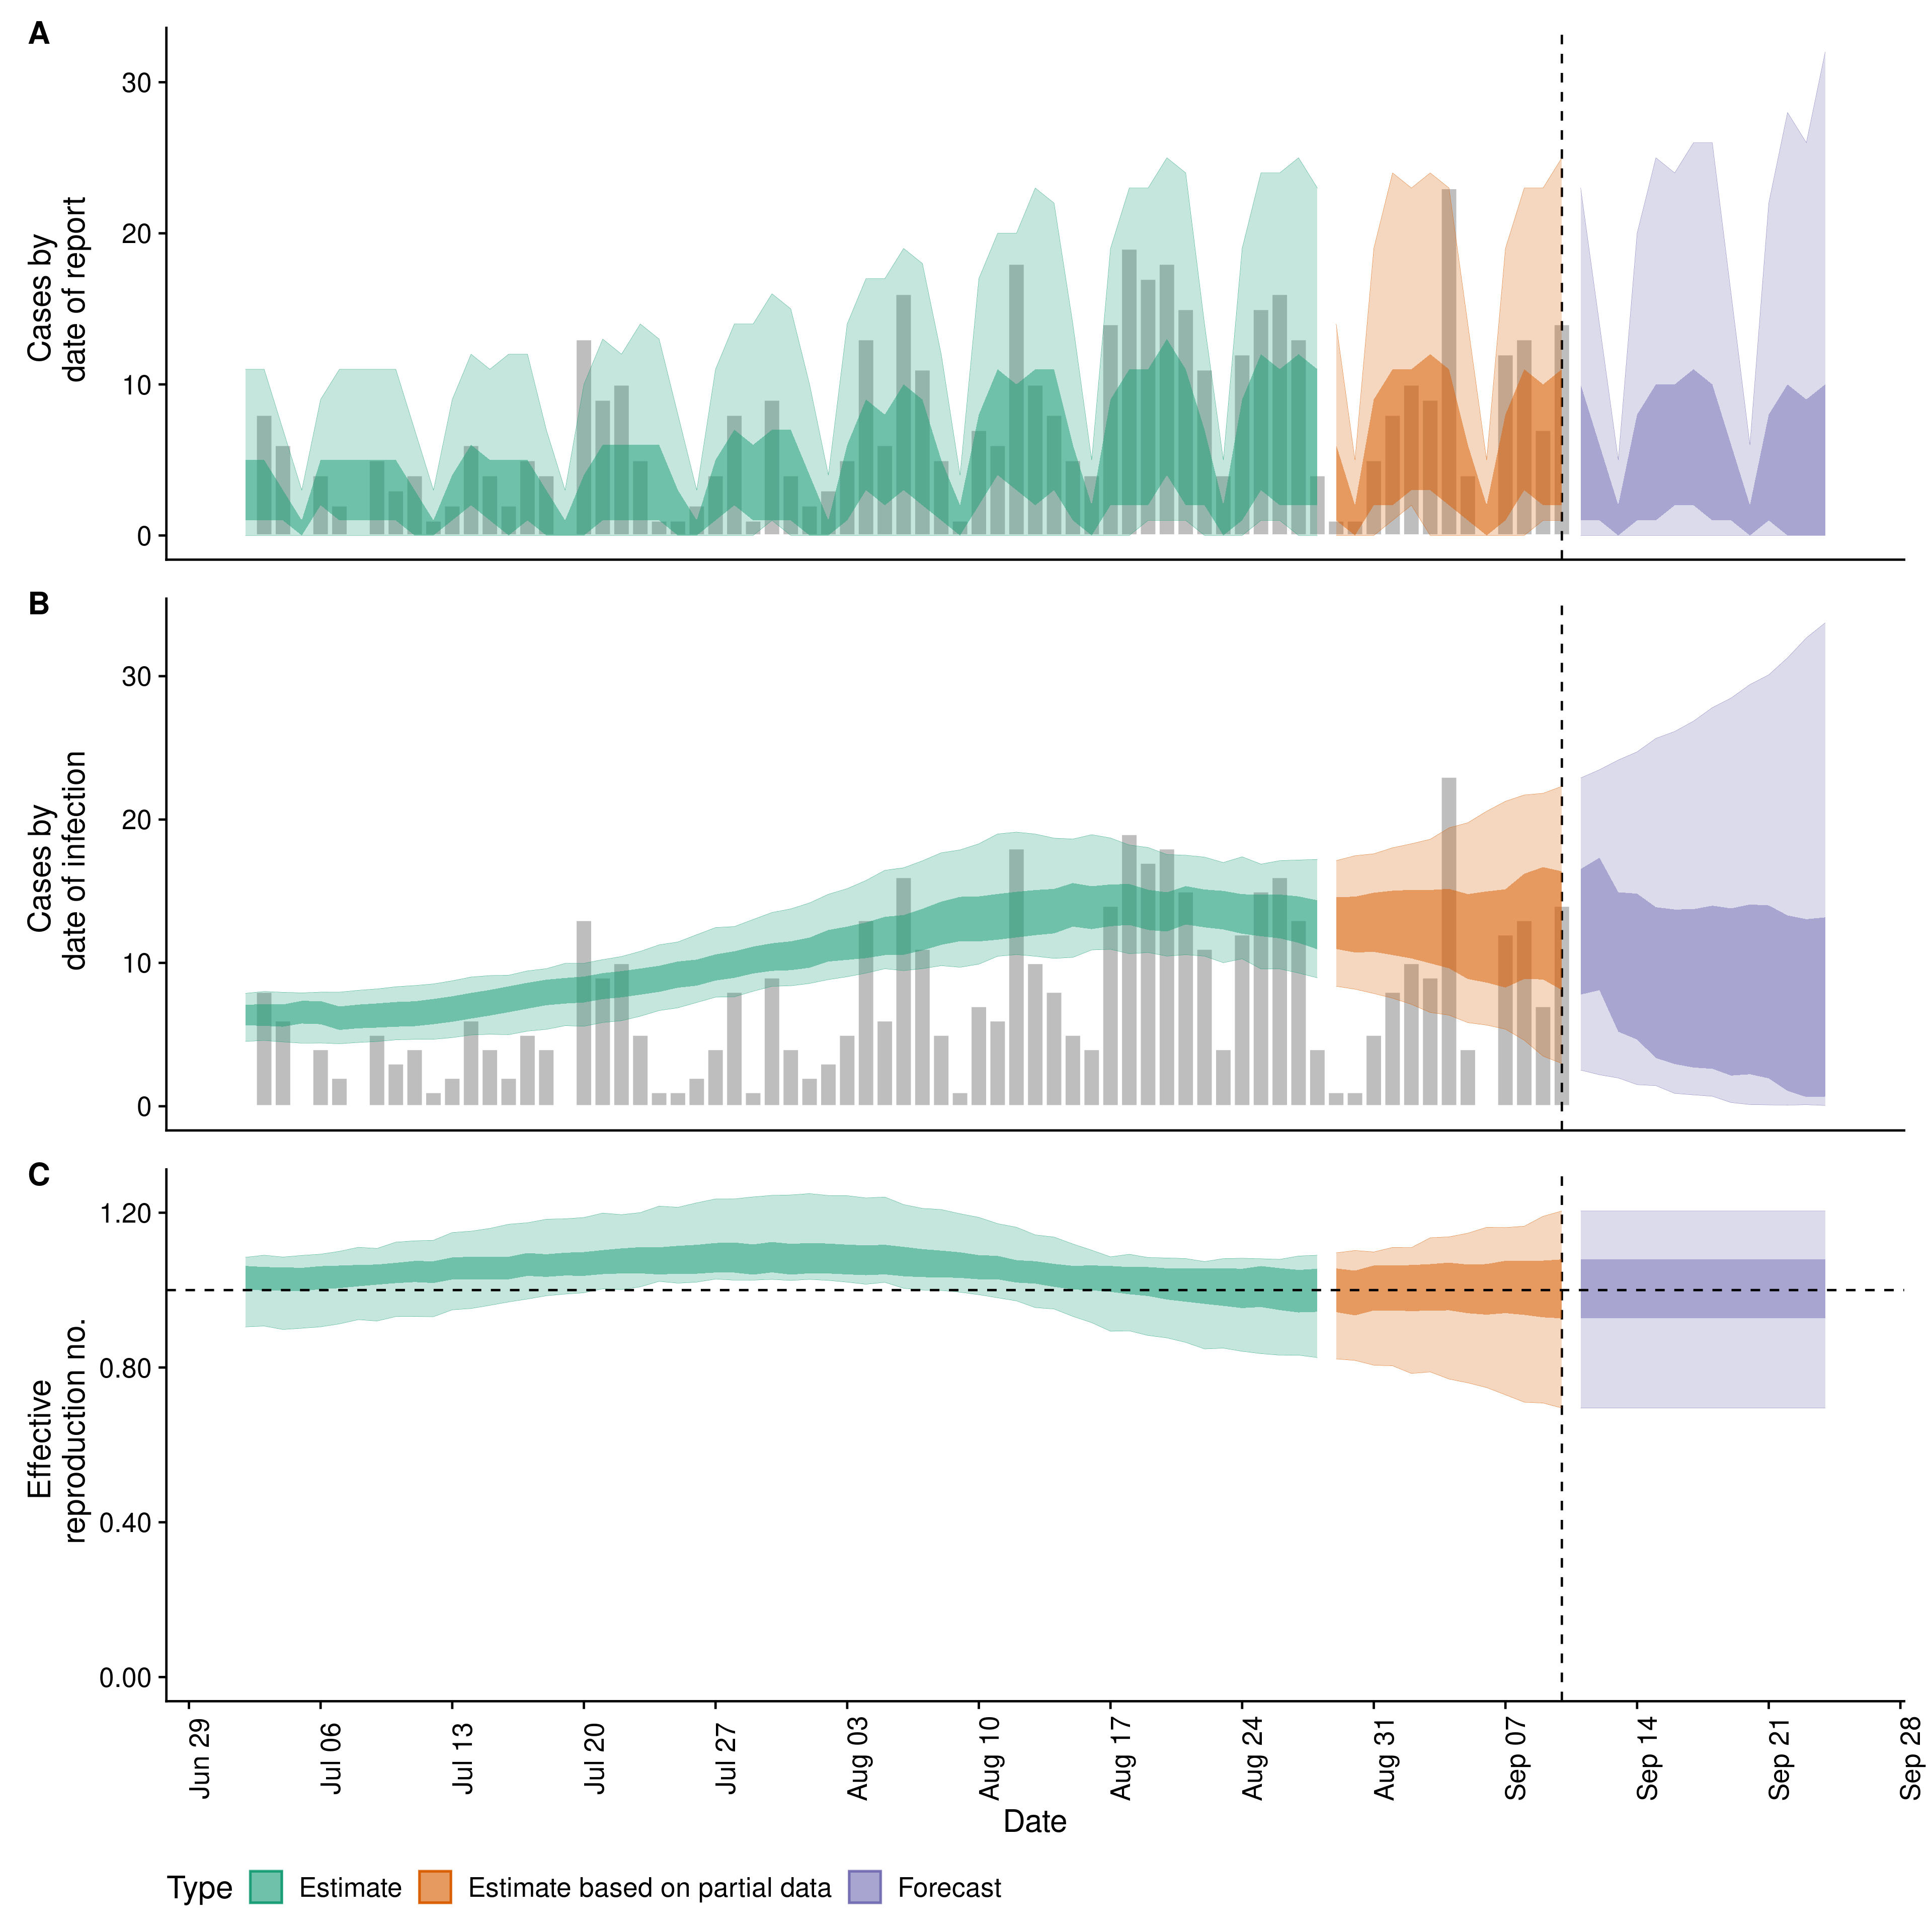 A
30
20
10
0
Cases by
date of report
B
30
20
10
0
Cases by
date of infection
C
1.20
0.80
0.40
0.00
Effective
reproduction no.
Jun 29
Jul 06
Jul 13
Jul 20
Jul 27
Aug 03
Aug 10
Aug 17
Aug 24
Aug 31
Sep 07
Sep 14
Sep 21
Sep 28
Date
Type Estimate Estimate based on partial data Forecast